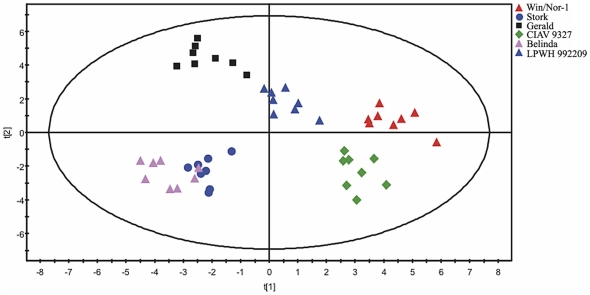 Win/Nor-1
Stork
Gerald
CIAV 9327
Belinda
LPWH 992209
6
4
2
0
-2
-4
-6
t[2]
-8 -7 -6 -5 -4 -3 -2 -1 0 1 2 3 4 5 6 7 8
t[1]